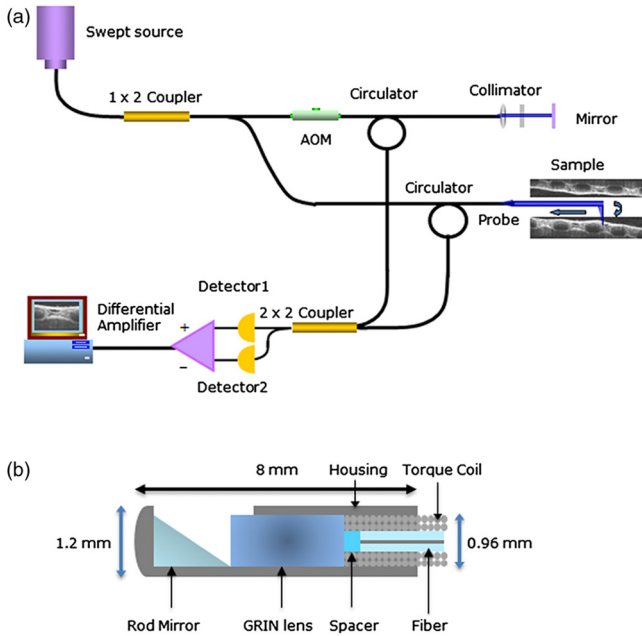 (a)
Swept source
1 x 2 Coupler
AOM
Circulator
Collimator
Mirror
Sample
Circulator
Probe
Detector1
2 x 2 Coupler
Differential
Amplifier
+
−
Detector2
(b)
8 mm
Housing
Torque Coil
1.2 mm
0.96 mm
Rod Mirror
GRIN lens
Spacer
Fiber